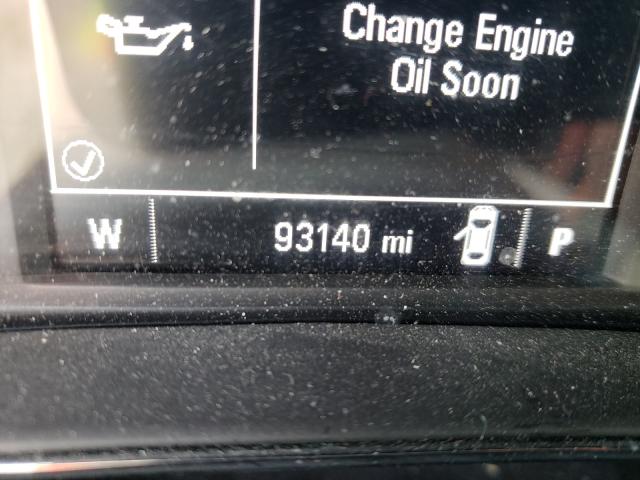 Change Engine
Oil Soon
W 93140 mi P